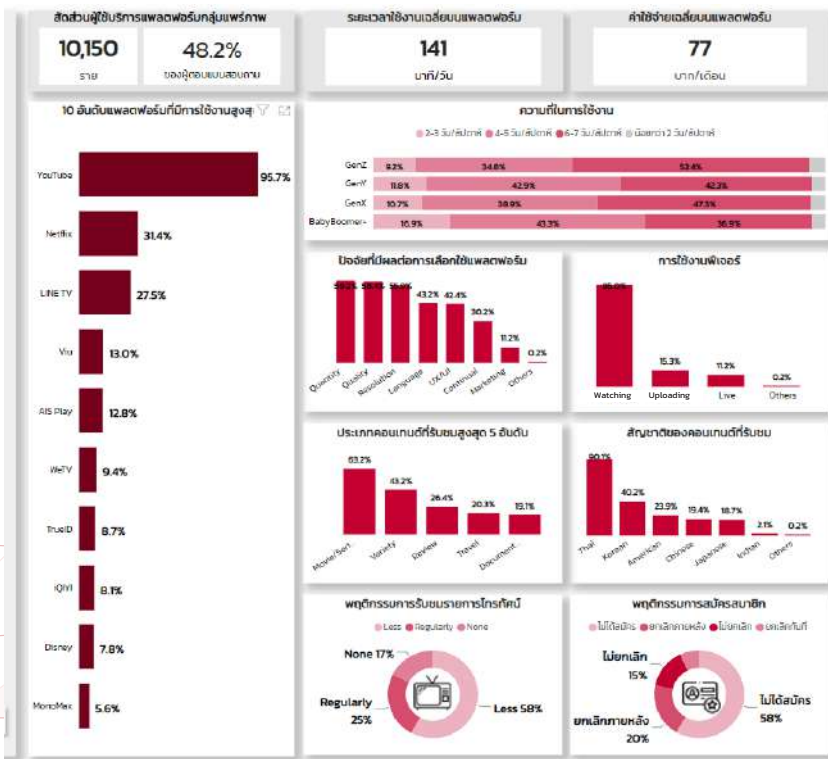 สัดส่วนผู้ใช้บริการแพลตฟอร์มกลุ่มแพร่ภาพ
10,150
ราย
48.2%
ของผู้ตอบแบบสอบถาม
ระยะเวลาใช้งานเฉลี่ยบนแพลตฟอร์ม
141
นาที/วัน
ค่าใช้จ่ายเฉลี่ยบนแพลตฟอร์ม
77
บาท/เดือน
10 อันดับแพลตฟอร์มที่มีการใช้งานสูงสุ
YouTube 95.7%
Netflix 31.4%
LINE TV 27.5%
Viu 13.0%
AIS Play 12.8%
WeTV 9.4%
TrueID 8.7%
iQIYI 8.1%
Disney 7.8%
MonoMax 5.6%
ความถี่ในการใช้งาน
2-3 วัน/สัปดาห์ 4-5 วัน/สัปดาห์ 6-7 วัน/สัปดาห์ น้อยกว่า 2 วัน/สัปดาห์
GenZ 9.2% 34.6% 52.4%
GenY 11.8% 42.9% 42.3%
GenX 10.7% 38.9% 47.5%
BabyBoomer+ 16.9% 43.3% 36.9%
ปัจจัยที่มีผลต่อการเลือกใช้แพลตฟอร์ม
43.2% 42.4% 30.2% 11.2% 0.2%
Quantity Quality Resolution Language UX/UI Continual Marketing Others
การใช้งานฟีเจอร์
15.3% 11.2% 0.2%
Watching Uploading Live Others
ประเภทคอนเทนต์ที่รับชมสูงสุด 5 อันดับ
63.2% 43.2% 26.4% 20.3% 19.1%
Movie/Seri.. Variety Review Travel Document..
สัญชาติของคอนเทนต์ที่รับชม
90.1% 40.2% 23.9% 19.4% 18.7% 2.1% 0.2%
Thai Korean American Chinese Japanese Indian Others
พฤติกรรมการรับชมรายการโทรทัศน์
Less Regularly None
None 17%
Regularly
25%
Less 58%
พฤติกรรมการสมัครสมาชิก
ไม่ได้สมัคร ยกเลิกภายหลัง ไม่ยกเลิก ยกเลิกทันที
ไม่ยกเลิก
15%
ไม่ได้สมัคร
58%
ยกเลิกภายหลัง
20%